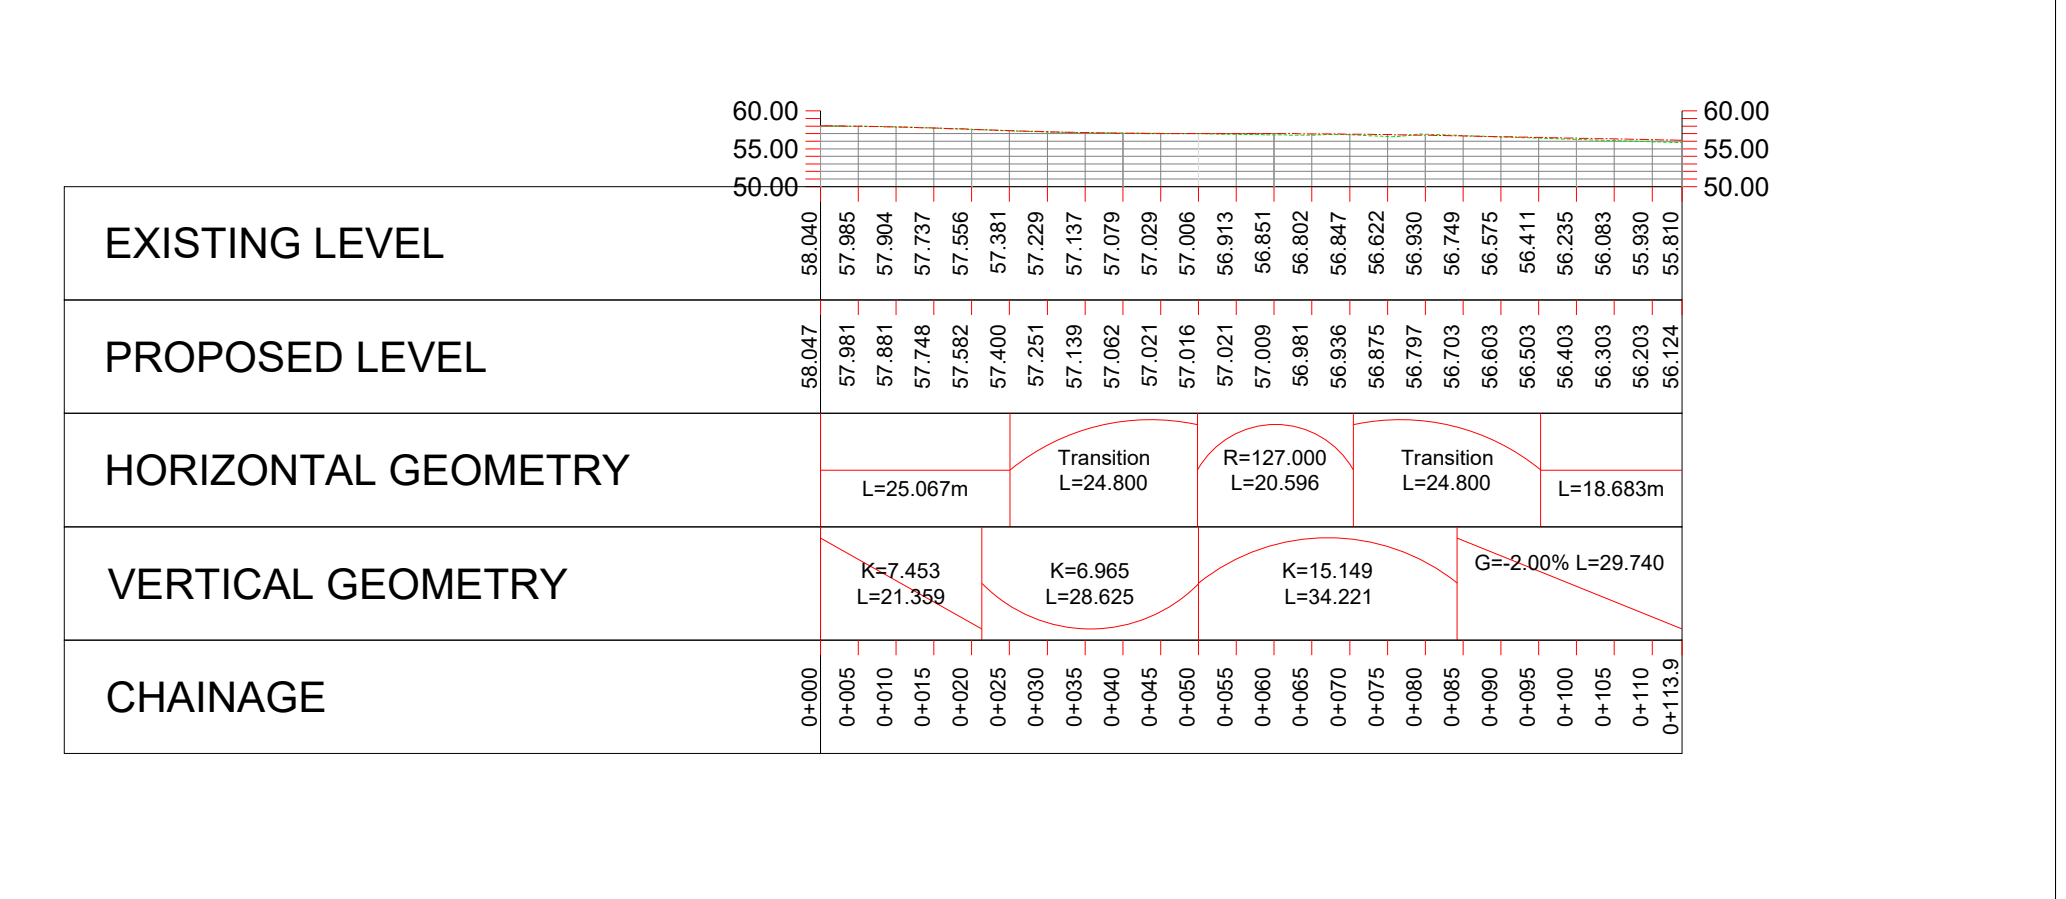 60.00 60.00
55.00 55.00
50.00 50.00
EXISTING LEVEL 58.040 57.985 57.904 57.737 57.556 57.381 57.229 57.137 57.079 57.029 57.006 56.913 56.851 56.802 56.847 56.622 56.930 56.749 56.575 56.411 56.235 56.083 55.930 55.810
PROPOSED LEVEL 58.047 57.981 57.881 57.748 57.582 57.400 57.251 57.139 57.062 57.021 57.016 57.021 57.009 56.981 56.936 56.875 56.797 56.703 56.603 56.503 56.403 56.303 56.203 56.124
HORIZONTAL GEOMETRY
L=25.067m
Transition
L=24.800
R=127.000
L=20.596
Transition
L=24.800
L=18.683m
VERTICAL GEOMETRY
K=7.453
L=21.359
K=6.965
L=28.625
K=15.149
L=34.221
G=-2.00% L=29.740
CHAINAGE 0+000 0+005 0+010 0+015 0+020 0+025 0+030 0+035 0+040 0+045 0+050 0+055 0+060 0+065 0+070 0+075 0+080 0+085 0+090 0+095 0+100 0+105 0+110 0+113.9